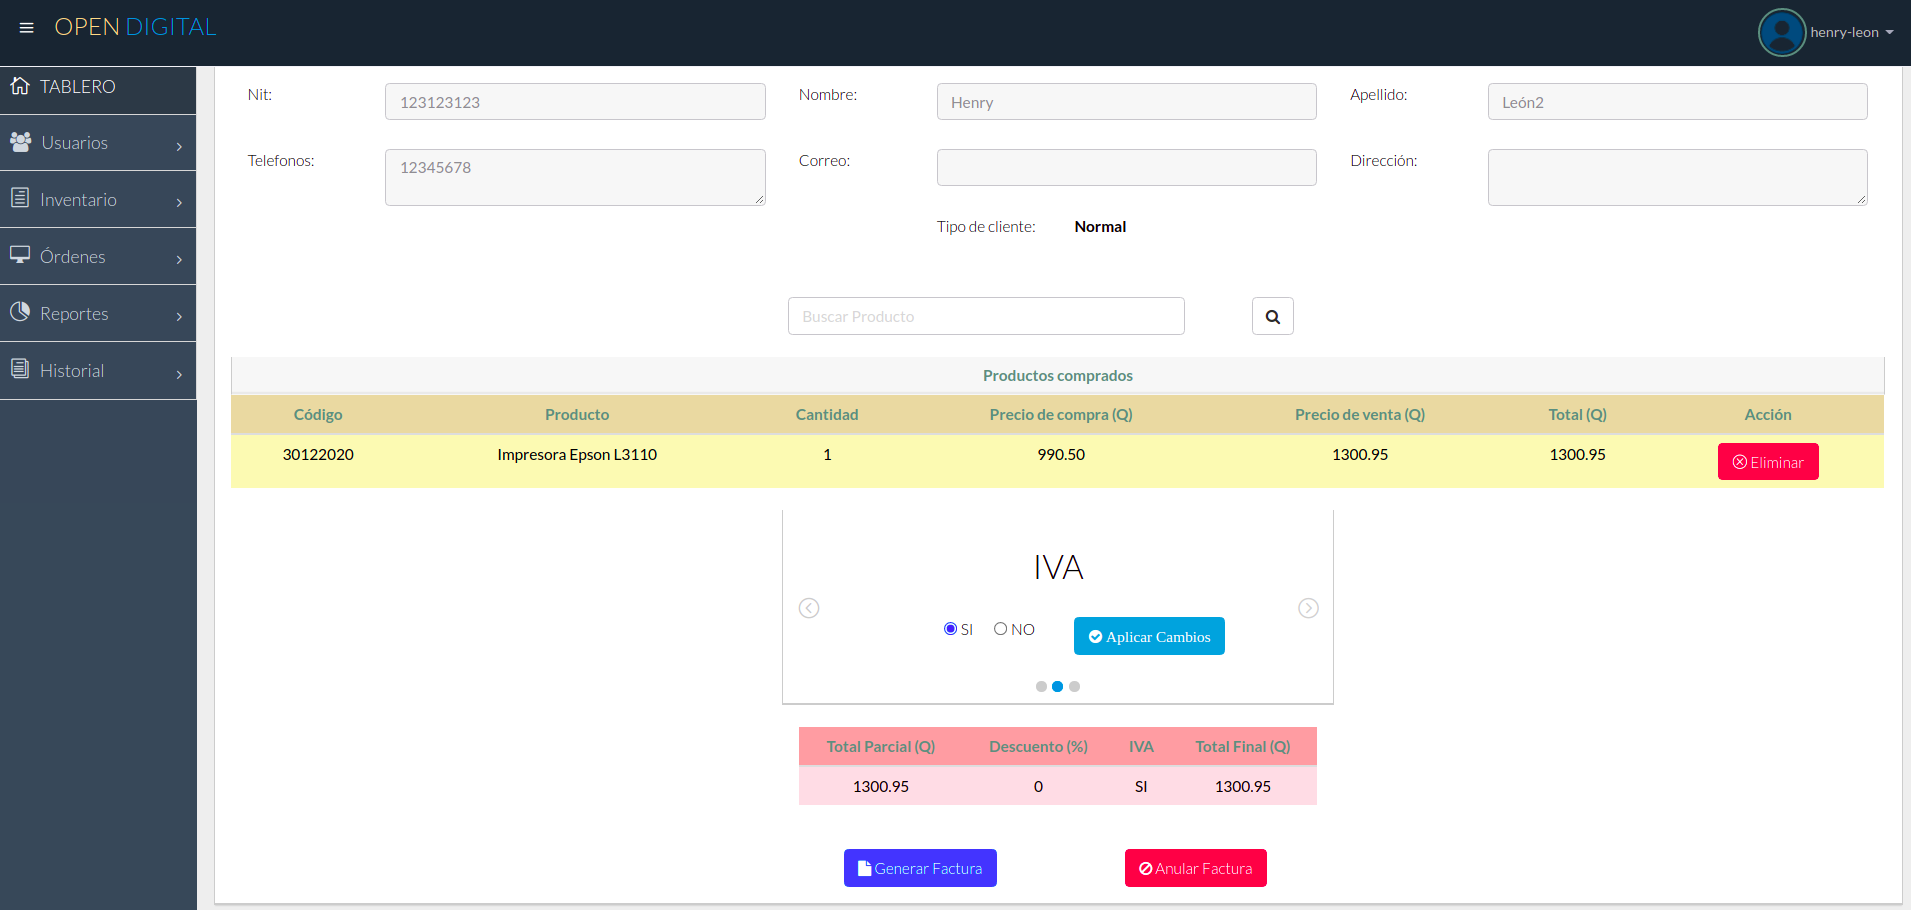 OPEN DIGITAL
henry-leon
TABLERO
Usuarios
Inventario
Órdenes
Reportes
Historial
Nit: 123123123 Nombre: Henry Apellido: León2
Telefonos: 12345678 Correo: Dirección:
Tipo de cliente: Normal
Buscar Producto
Productos comprados
Código Producto Cantidad Precio de compra (Q) Precio de venta (Q) Total (Q) Acción
30122020 Impresora Epson L3110 1 990.50 1300.95 1300.95 Eliminar
IVA
SI NO Aplicar Cambios
Total Parcial (Q) Descuento (%) IVA Total Final (Q)
1300.95 0 SI 1300.95
Generar Factura Anular Factura